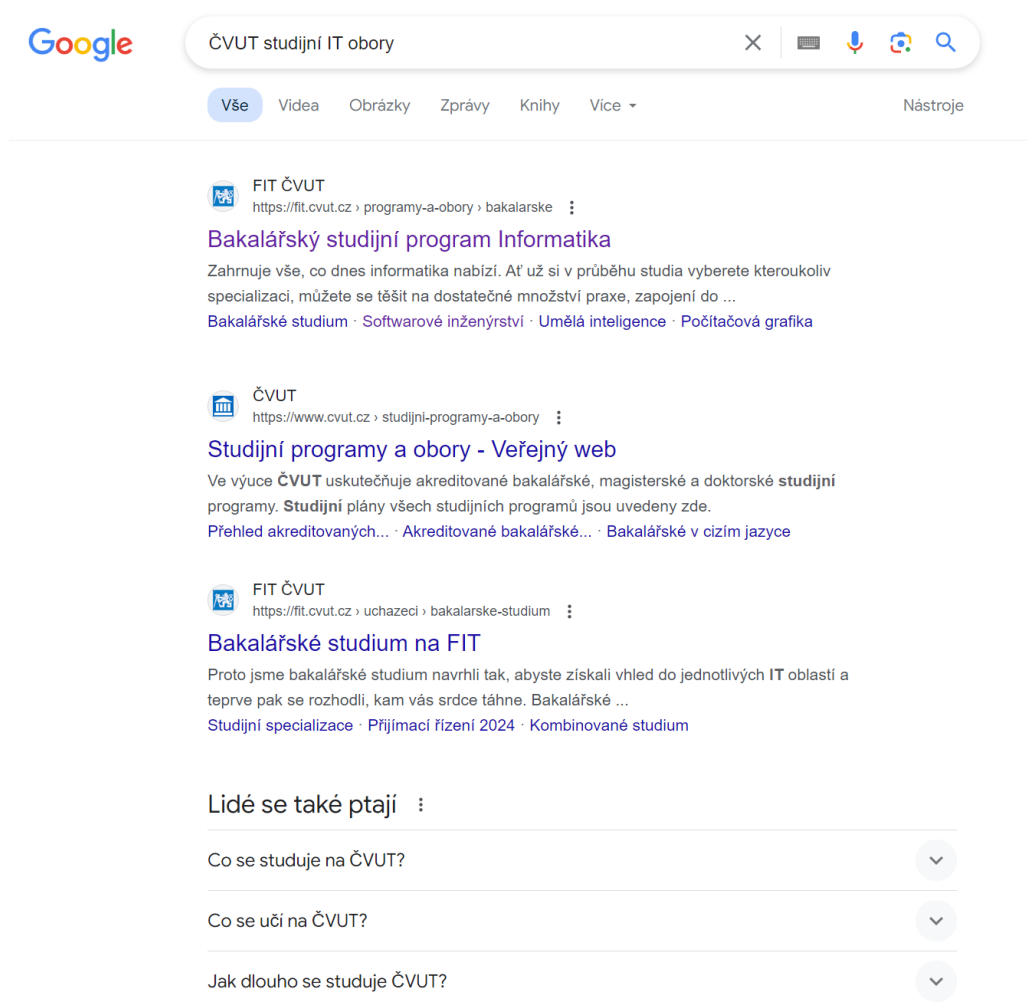 Google
ČVUT studijní IT obory
Vše Videa Obrázky Zprávy Knihy Více Nástroje
FIT ČVUT
https://fit.cvut.cz › programy-a-obory › bakalarske
Bakalářský studijní program Informatika
Zahrnuje vše, co dnes informatika nabízí. Ať už si v průběhu studia vyberete kteroukoliv
specializaci, můžete se těšit na dostatečné množství praxe, zapojení do ...
Bakalářské studium · Softwarové inženýrství · Umělá inteligence · Počítačová grafika
ČVUT
https://www.cvut.cz › studijni-programy-a-obory
Studijní programy a obory - Veřejný web
Ve výuce ČVUT uskutečňuje akreditované bakalářské, magisterské a doktorské studijní
programy. Studijní plány všech studijních programů jsou uvedeny zde.
Přehled akreditovaných... · Akreditované bakalářské... · Bakalářské v cizím jazyce
FIT ČVUT
https://fit.cvut.cz › uchazeci › bakalarske-studium
Bakalářské studium na FIT
Proto jsme bakalářské studium navrhli tak, abyste získali vhled do jednotlivých IT oblastí a
teprve pak se rozhodli, kam vás srdce táhne. Bakalářské ...
Studijní specializace · Přijímací řízení 2024 · Kombinované studium
Lidé se také ptají
Co se studuje na ČVUT?
Co se učí na ČVUT?
Jak dlouho se studuje ČVUT?